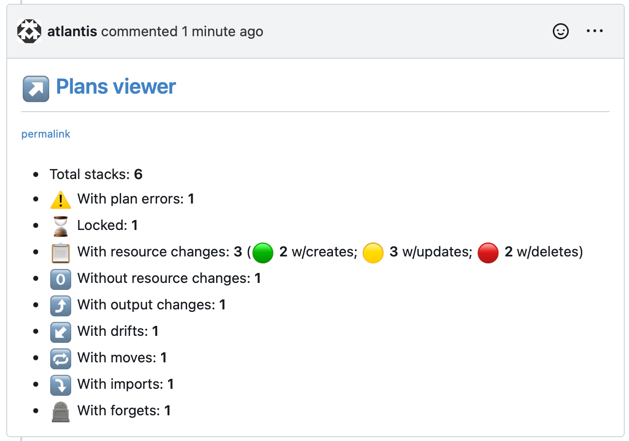 atlantis commented 1 minute ago
Plans viewer
permalink
Total stacks: 6
With plan errors: 1
Locked: 1
With resource changes: 3 (2 w/creates; 3 w/updates; 2 w/deletes)
0 Without resource changes: 1
With output changes: 1
With drifts: 1
With moves: 1
With imports: 1
With forgets: 1